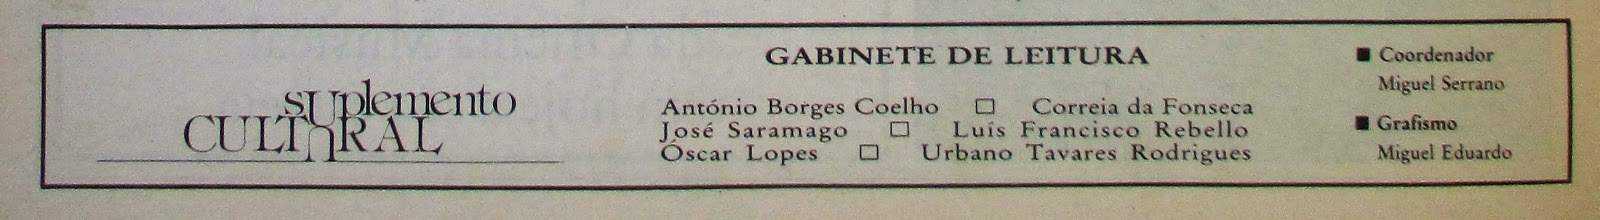 suplemento
CULTURAL
GABINETE DE LEITURA
António Borges Coelho □ Correia da Fonseca
José Saramago □ Luís Francisco Rebello
Óscar Lopes □ Urbano Tavares Rodrigues
■ Coordenador
Miguel Serrano
■ Grafismo
Miguel Eduardo